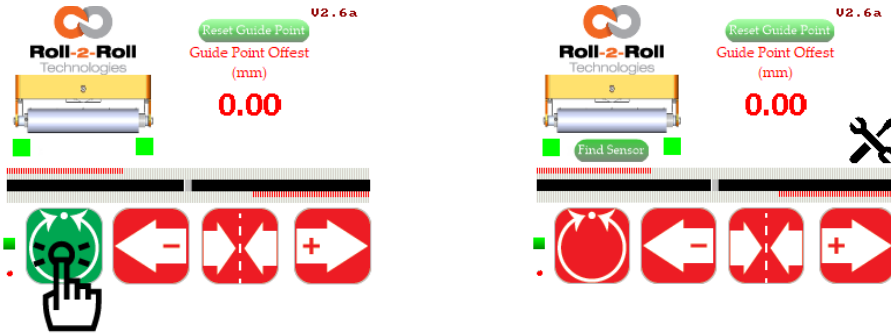 V2.6a
Reset Guide Point
Roll-2-Roll
Technologies
Guide Point Offest
(mm)
0.00
−
+
V2.6a
Reset Guide Point
Roll-2-Roll
Technologies
Guide Point Offest
(mm)
0.00
Find Sensor
−
+